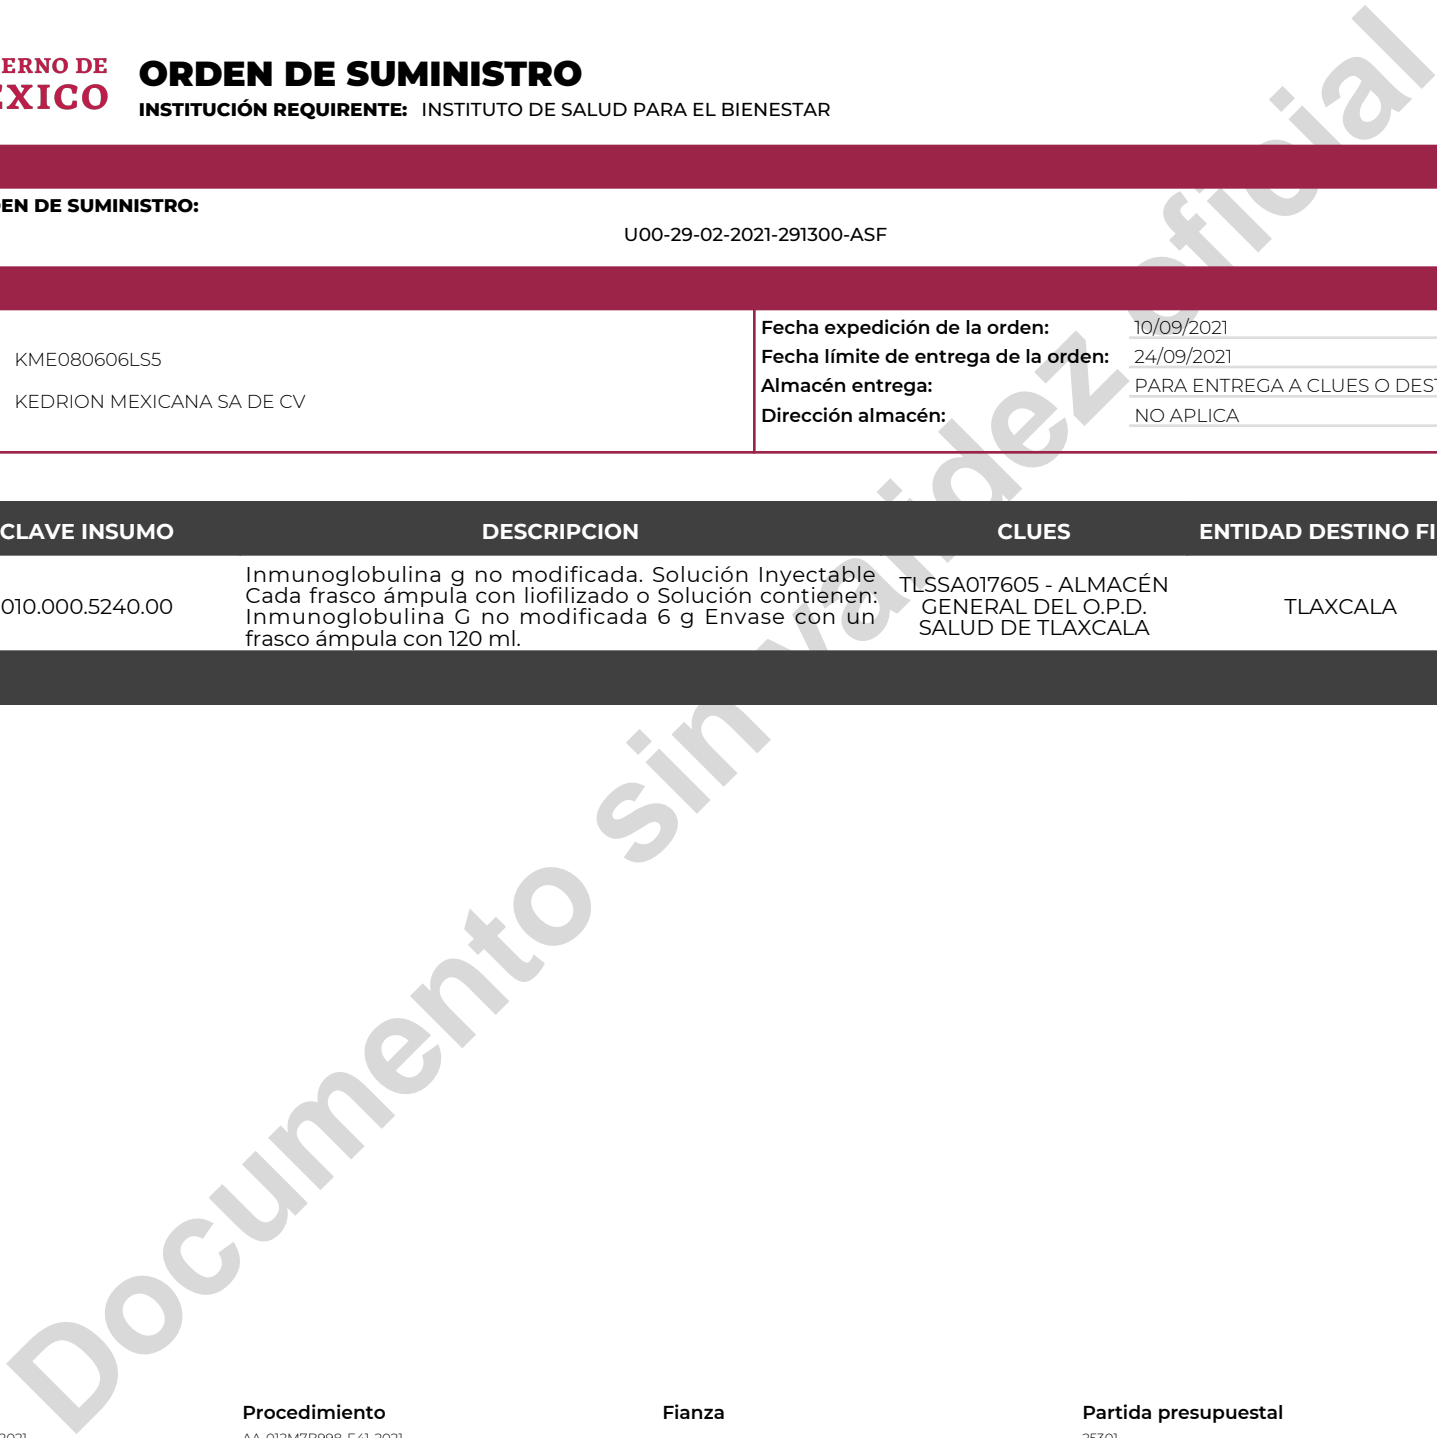 ERNO DE
ORDEN DE SUMINISTRO
INSTITUCIÓN REQUIRENTE: INSTITUTO DE SALUD PARA EL BIENESTAR
DE SUMINISTRO:
U00-29-02-2021-291300-ASF
KME080606LS5
KEDRION MEXICANA SA DE CV
Fecha expedición de la orden: 10/09/2021
Fecha límite de entrega de la orden: 24/09/2021
Almacén entrega: PARA ENTREGA A CLUES O DEST
Dirección almacén: NO APLICA
CLAVE INSUMO DESCRIPCION CLUES ENTIDAD DESTINO FI
010.000.5240.00
Inmunoglobulina g no modificada. Solución Inyectable
Cada frasco ámpula con liofilizado o Solución contienen:
Inmunoglobulina G no modificada 6 g Envase con un
frasco ámpula con 120 ml.
TLSSA017605 - ALMACÉN
GENERAL DEL O.P.D.
SALUD DE TLAXCALA
TLAXCALA
Documento sin validez oficial
Procedimiento Fianza Partida presupuestal